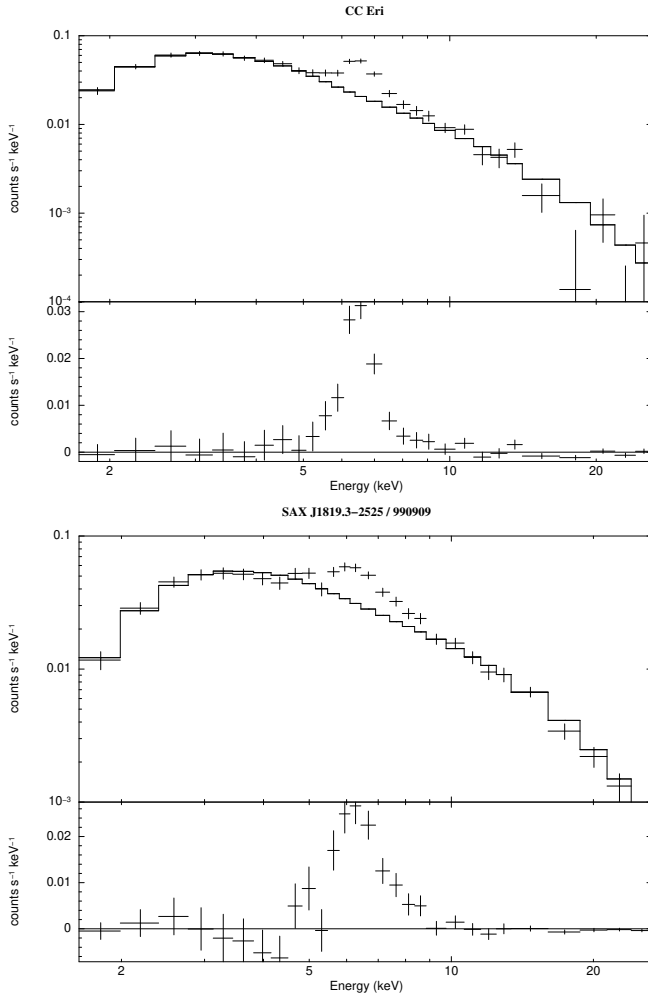 CC Eri
0.1
0.01
10⁻³
10⁻⁴
counts s⁻¹ keV⁻¹
0.03
0.02
0.01
0
counts s⁻¹ keV⁻¹
2 5 10 20
Energy (keV)
SAX J1819.3−2525 / 990909
0.1
0.01
10⁻³
counts s⁻¹ keV⁻¹
0.02
0.01
0
counts s⁻¹ keV⁻¹
2 5 10 20
Energy (keV)